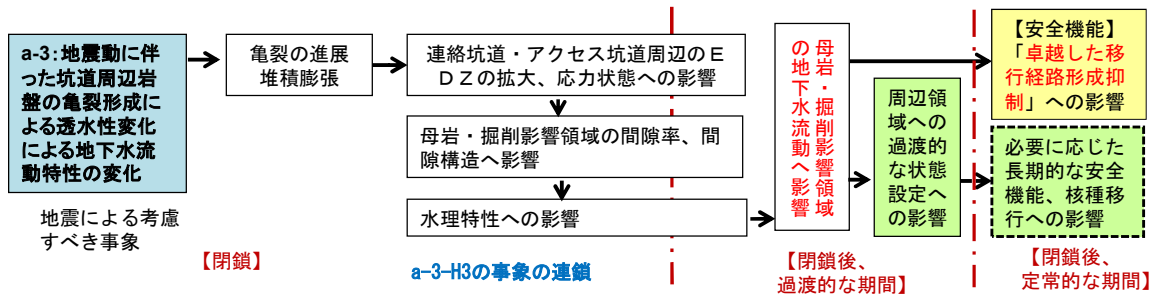 a-3：地震動に伴
った坑道周辺岩
盤の亀裂形成に
よる透水性変化
による地下水流
動特性の変化
地震による考慮
すべき事象
亀裂の進展
堆積膨張
【閉鎖】
連絡坑道・アクセス坑道周辺のＥ
ＤＺの拡大、応力状態への影響
母岩・掘削影響領域の間隙率、間
隙構造へ影響
水理特性への影響
a-3-H3の事象の連鎖
母岩・掘削影響領域
の地下水流動へ影響
周辺領
域への
過渡的
な状態
設定へ
の影響
【閉鎖後、
過渡的な期間】
【安全機能】
「卓越した移
行経路形成抑
制」への影響
必要に応じた
長期的な安全
機能、核種移
行への影響
【閉鎖後、
定常的な期間】